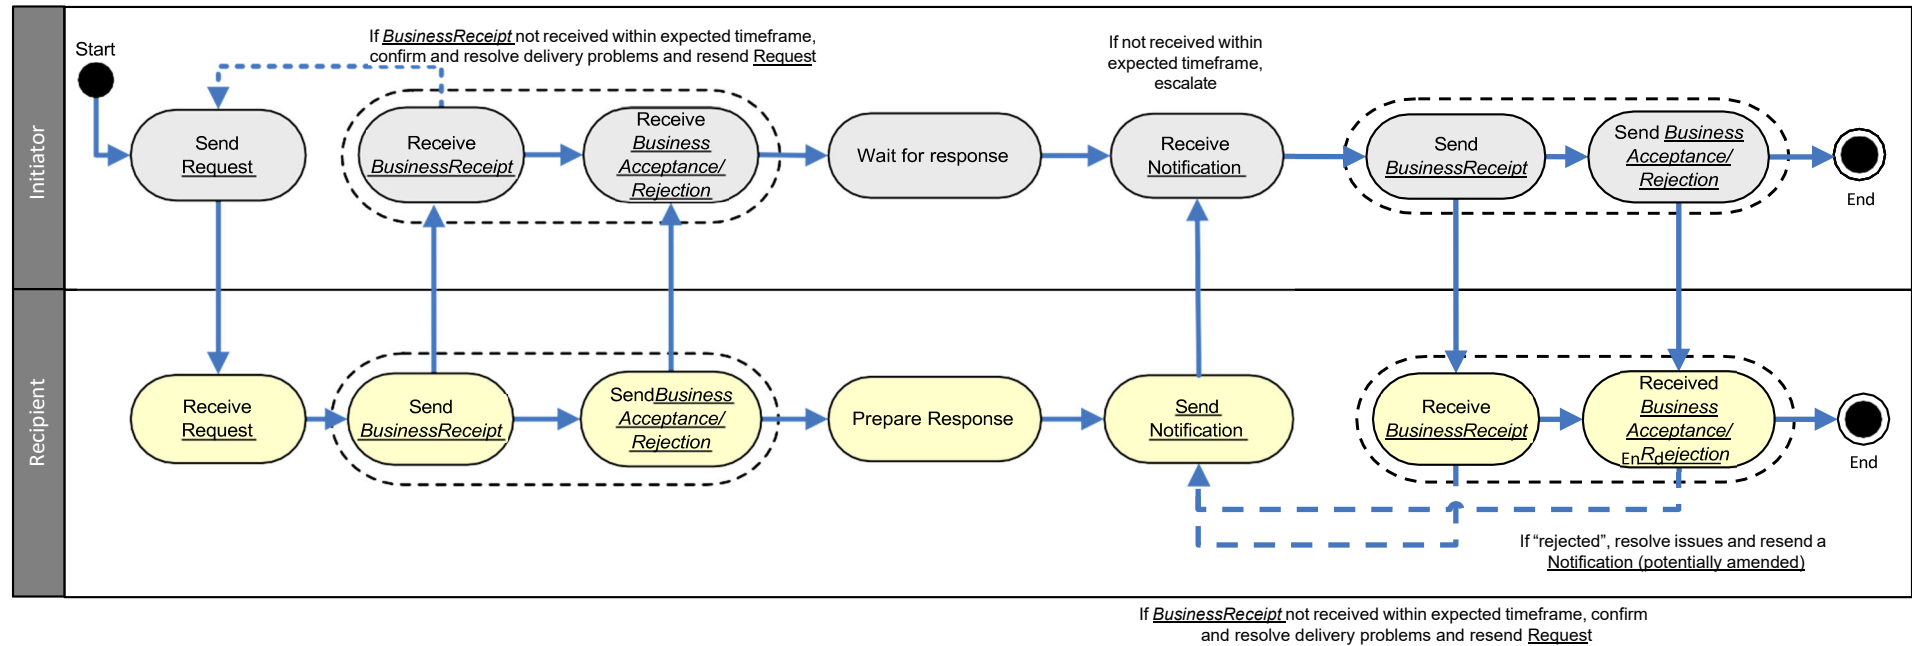 Initiator
Start
If BusinessReceipt not received within expected timeframe,
confirm and resolve delivery problems and resend Request
If not received within
expected timeframe,
escalate
Send
Request
Receive
BusinessReceipt
Receive
Business
Acceptance/
Rejection
Wait for response
Receive
Notification
Send
BusinessReceipt
Send Business
Acceptance/
Rejection
End
Recipient
Receive
Request
Send
BusinessReceipt
SendBusiness
Acceptance/
Rejection
Prepare Response
Send
Notification
Receive
BusinessReceipt
Received
Business
Acceptance/
EnRdejection
End
If “rejected”, resolve issues and resend a
Notification (potentially amended)
If BusinessReceipt not received within expected timeframe, confirm
and resolve delivery problems and resend Request